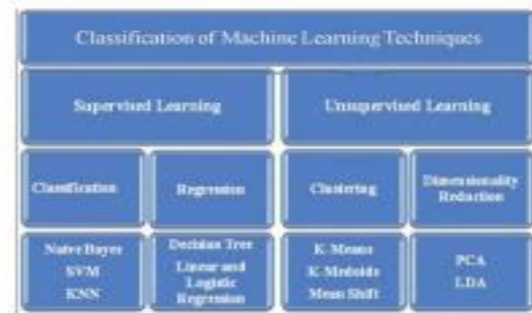 Classification of Machine Learning Techniques
Supervised Learning
Unsupervised Learning
Classification
Regression
Clustering
Dimensionality
Reduction
Naive Bayes
SVM
KNN
Decision Tree
Linear and
Logistic
Regression
K-Means
K-Medoids
Mean Shift
PCA
LDA